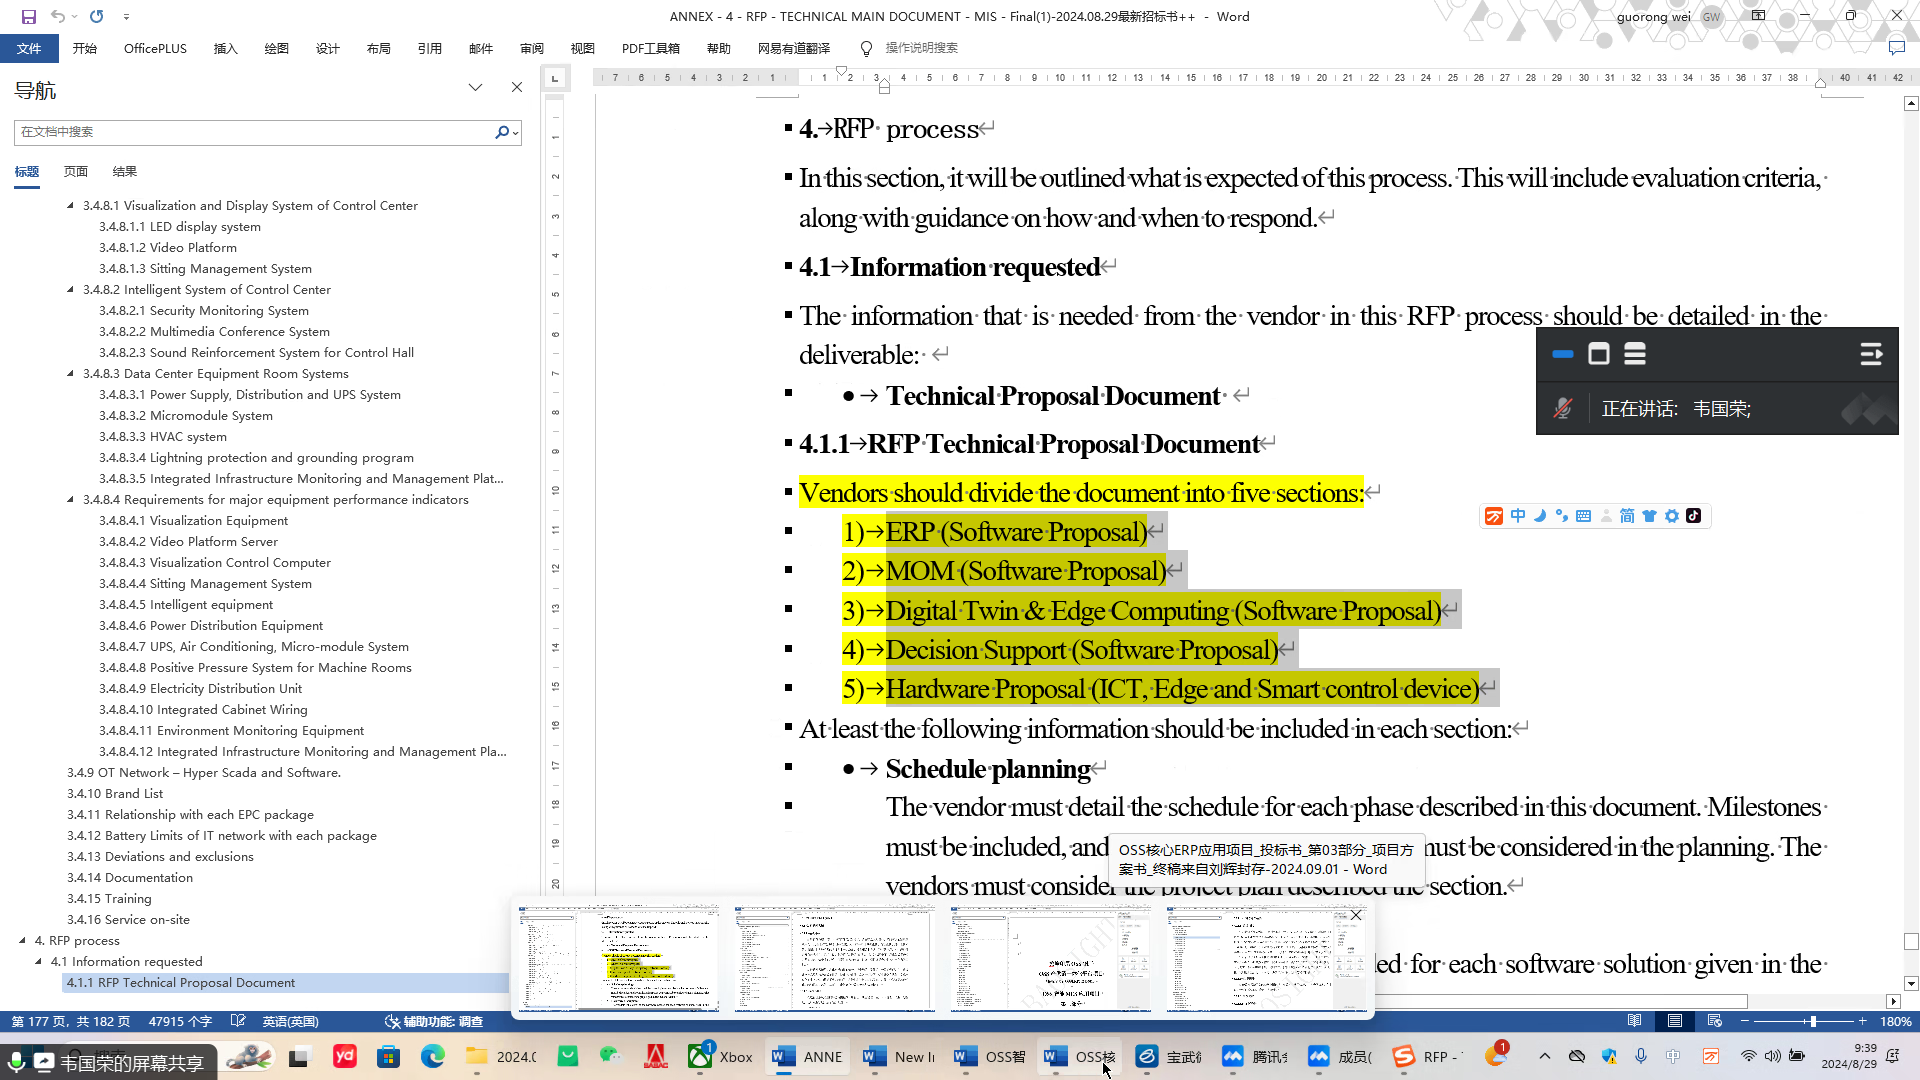 ANNEX - 4 - RFP - TECHNICAL MAIN DOCUMENT - MIS - Final(1)-2024.08.29最新招标书++ - Word
guorong wei GW
文件 开始 OfficePLUS 插入 绘图 设计 布局 引用 邮件 审阅 视图 PDF工具箱 帮助 网易有道翻译 操作说明搜索
导航
在文档中搜索
标题 页面 结果
3.4.8.1 Visualization and Display System of Control Center
3.4.8.1.1 LED display system
3.4.8.1.2 Video Platform
3.4.8.1.3 Sitting Management System
3.4.8.2 Intelligent System of Control Center
3.4.8.2.1 Security Monitoring System
3.4.8.2.2 Multimedia Conference System
3.4.8.2.3 Sound Reinforcement System for Control Hall
3.4.8.3 Data Center Equipment Room Systems
3.4.8.3.1 Power Supply, Distribution and UPS System
3.4.8.3.2 Micromodule System
3.4.8.3.3 HVAC system
3.4.8.3.4 Lightning protection and grounding program
3.4.8.3.5 Integrated Infrastructure Monitoring and Management Plat...
3.4.8.4 Requirements for major equipment performance indicators
3.4.8.4.1 Visualization Equipment
3.4.8.4.2 Video Platform Server
3.4.8.4.3 Visualization Control Computer
3.4.8.4.4 Sitting Management System
3.4.8.4.5 Intelligent equipment
3.4.8.4.6 Power Distribution Equipment
3.4.8.4.7 UPS, Air Conditioning, Micro-module System
3.4.8.4.8 Positive Pressure System for Machine Rooms
3.4.8.4.9 Electricity Distribution Unit
3.4.8.4.10 Integrated Cabinet Wiring
3.4.8.4.11 Environment Monitoring Equipment
3.4.8.4.12 Integrated Infrastructure Monitoring and Management Pla...
3.4.9 OT Network – Hyper Scada and Software.
3.4.10 Brand List
3.4.11 Relationship with each EPC package
3.4.12 Battery Limits of IT network with each package
3.4.13 Deviations and exclusions
3.4.14 Documentation
3.4.15 Training
3.4.16 Service on-site
4. RFP process
4.1 Information requested
4.1.1 RFP Technical Proposal Document
4. RFP process
In this section, it will be outlined what is expected of this process. This will include evaluation criteria,
along with guidance on how and when to respond.
4.1 Information requested
The information that is needed from the vendor in this RFP process should be detailed in the
deliverable:
● Technical Proposal Document
4.1.1 RFP Technical Proposal Document
Vendors should divide the document into five sections:
1) ERP (Software Proposal)
2) MOM (Software Proposal)
3) Digital Twin & Edge Computing (Software Proposal)
4) Decision Support (Software Proposal)
5) Hardware Proposal (ICT, Edge and Smart control device)
At least the following information should be included in each section:
● Schedule planning
The vendor must detail the schedule for each phase described in this document. Milestones
must be included, and must be considered in the planning. The
vendors must consider the project plan described the section.
led for each software solution given in the
正在讲话: 韦国荣;
中 简
OSS核心ERP应用项目_投标书_第03部分_项目方
案书_终稿来自刘辉封存-2024.09.01 - Word
第 177 页，共 182 页 47915 个字 英语(英国) 辅助功能: 调查 180%
韦国荣的屏幕共享
yd 2024.0 Xbox 1 ANNE New I OSS智 OSS核 宝武 腾讯 成员( RFP - 1 中
9:39
2024/8/29